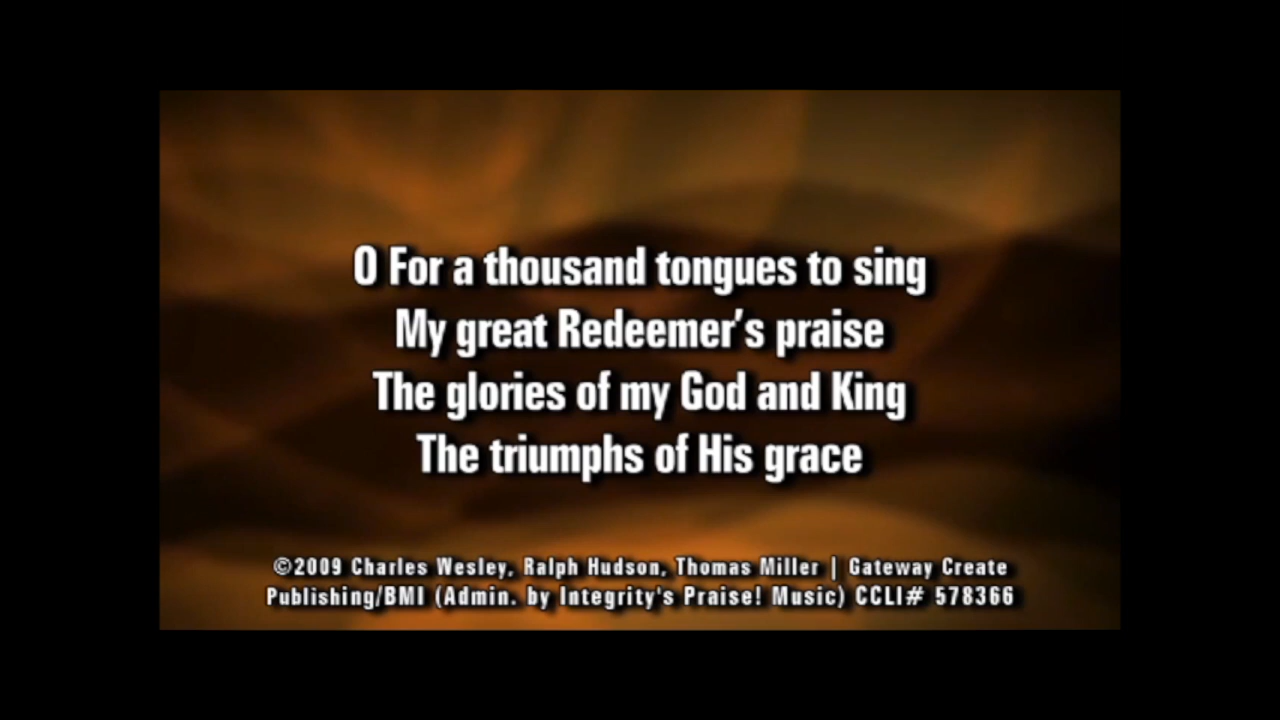 O For a thousand tongues to sing
My great Redeemer's praise
The glories of my God and King
The triumphs of His grace
©2009 Charles Wesley, Ralph Hudson, Thomas Miller | Gateway Create
Publishing/BMI (Admin. by Integrity's Praise! Music) CCLI# 578366